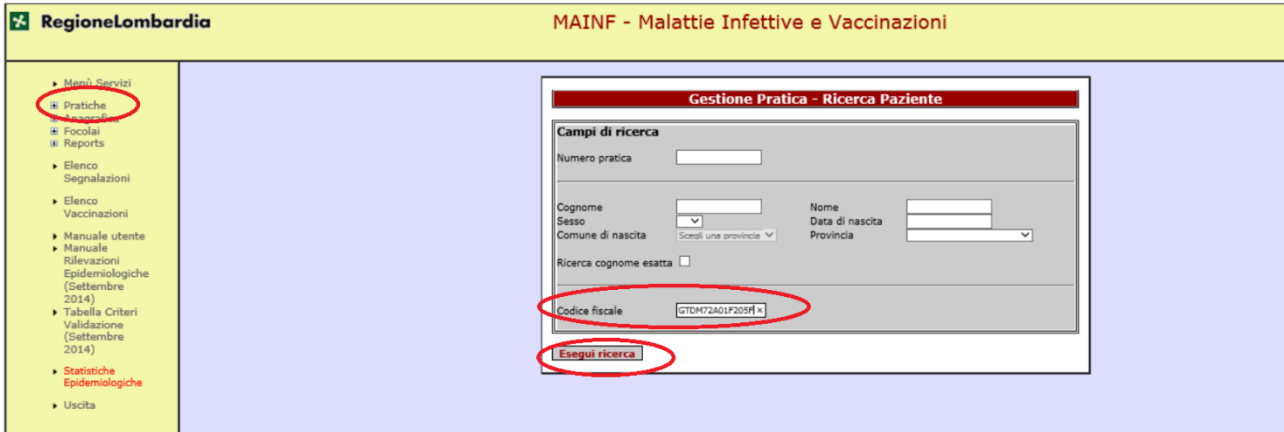 RegioneLombardia
MAINF - Malattie Infettive e Vaccinazioni
Menù Servizi
Pratiche
Anagrafica
Focolai
Reports
Elenco
Segnalazioni
Elenco
Vaccinazioni
Manuale utente
Manuale
Rilevazioni
Epidemiologiche
(Settembre
2014)
Tabella Criteri
Validazione
(Settembre
2014)
Statistiche
Epidemiologiche
Uscita
Gestione Pratica - Ricerca Paziente
Campi di ricerca
Numero pratica
Cognome Nome
Sesso Data di nascita
Comune di nascita Scegli una provincia Provincia
Ricerca cognome esatta
Codice fiscale GTDM72A01F205F ×
Esegui ricerca